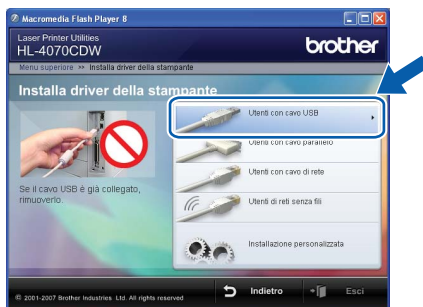 Macromedia Flash Player 8
Laser Printer Utilities
HL-4070CDW
brother
Menu superiore >> Installa driver della stampante
Installa driver della stampante
Utenti con cavo USB
Utenti con cavo parallelo
Utenti con cavo di rete
Utenti di reti senza fili
Installazione personalizzata
Se il cavo USB è già collegato,
rimuoverlo.
© 2001-2007 Brother Industries Ltd. All rights reserved
Indietro
Esci